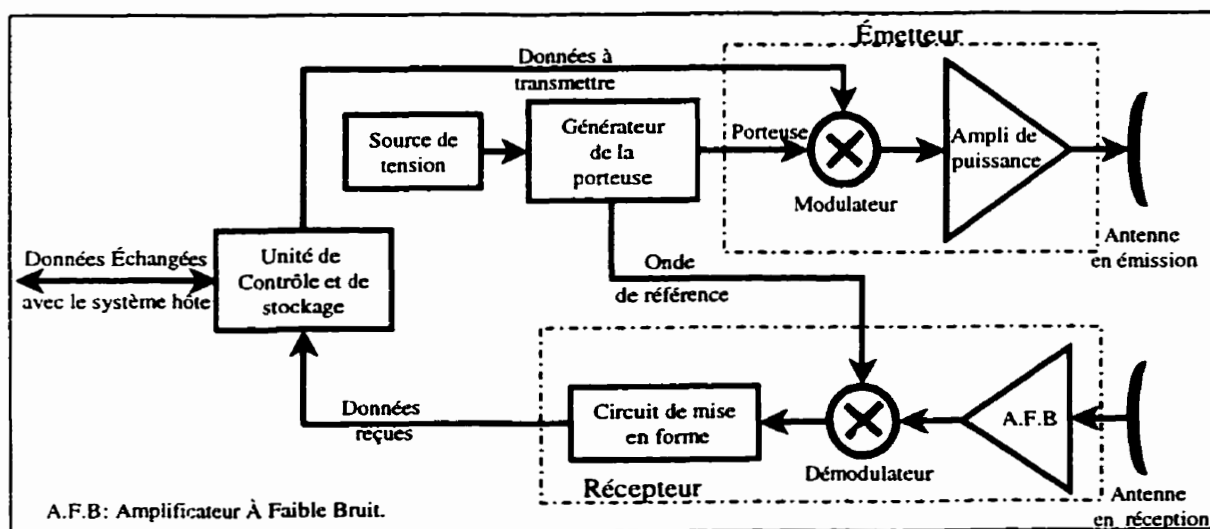 Émetteur
Données à
transmettre
Source de
tension
Générateur
de la
porteuse
Porteuse
Modulateur
Ampli de
puissance
Antenne
en émission
Données Échangées
avec le système hôte
Unité de
Contrôle et de
stockage
Onde
de référence
Données
reçues
Circuit de mise
en forme
Démodulateur
A.F.B
Récepteur
Antenne
en réception
A.F.B: Amplificateur À Faible Bruit.